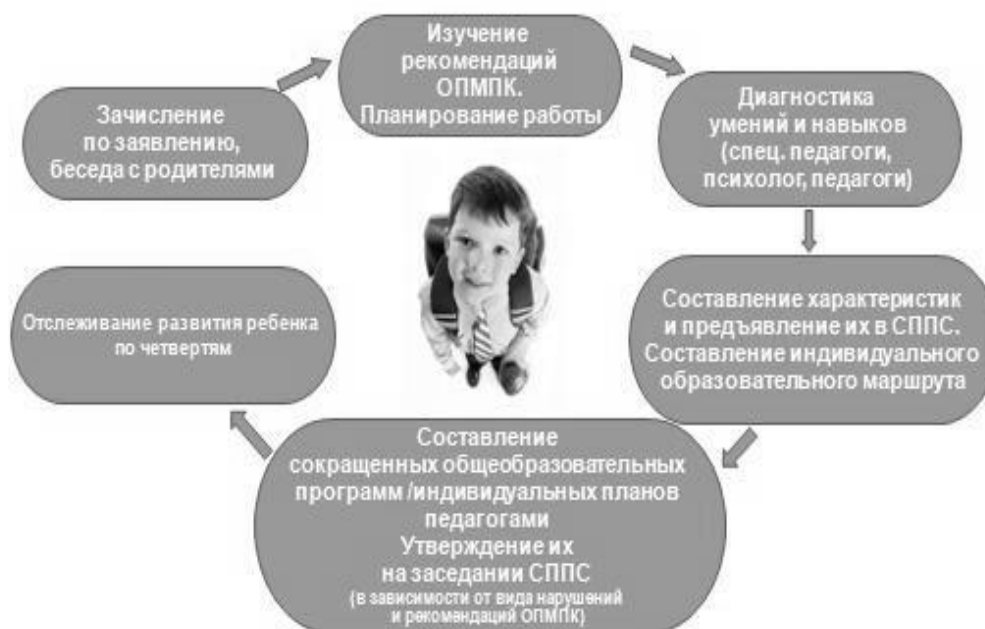 Зачисление
по заявлению,
беседа с родителями
Изучение
рекомендаций
ОПМПК.
Планирование работы
Диагностика
умений и навыков
(спец. педагоги,
психолог, педагоги)
Составление характеристик
и предъявление их в СППС.
Составление индивидуального
образовательного маршрута
Составление
сокращенных общеобразовательных
программ /индивидуальных планов
педагогами
Утверждение их
на заседании СППС
(в зависимости от вида нарушений
и рекомендаций ОПМПК)
Отслеживание развития ребенка
по четвертям